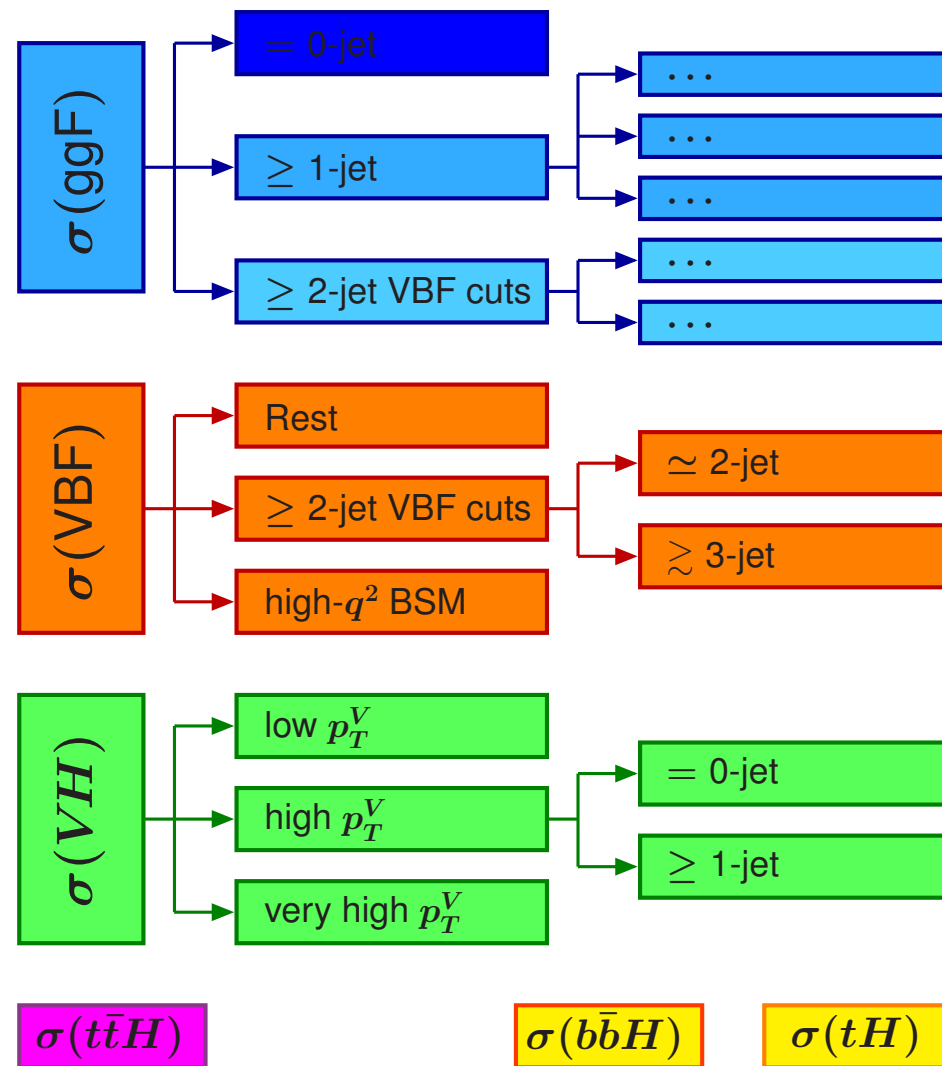 σ(ggF)
= 0-jet
≥ 1-jet
≥ 2-jet VBF cuts
...
...
...
...
...
σ(VBF)
Rest
≥ 2-jet VBF cuts
high-q² BSM
≃ 2-jet
≳ 3-jet
σ(VH)
low p_T^V
high p_T^V
very high p_T^V
= 0-jet
≥ 1-jet
σ(tt̄H)
σ(bb̄H)
σ(tH)